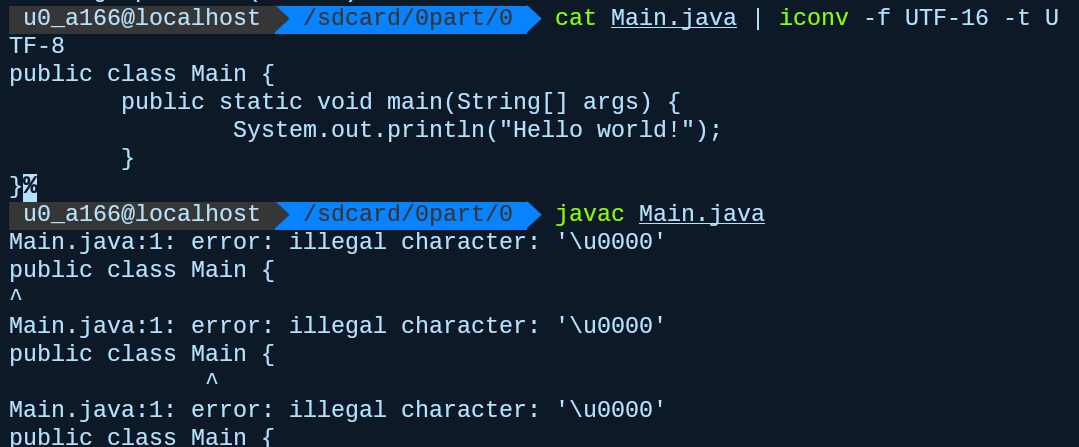 u0_a166@localhost /sdcard/0part/0 cat Main.java | iconv -f UTF-16 -t U
TF-8
public class Main {
        public static void main(String[] args) {
                System.out.println("Hello world!");
        }
}%
u0_a166@localhost /sdcard/0part/0 javac Main.java
Main.java:1: error: illegal character: '\u0000'
public class Main {
^
Main.java:1: error: illegal character: '\u0000'
public class Main {
              ^
Main.java:1: error: illegal character: '\u0000'
public class Main {